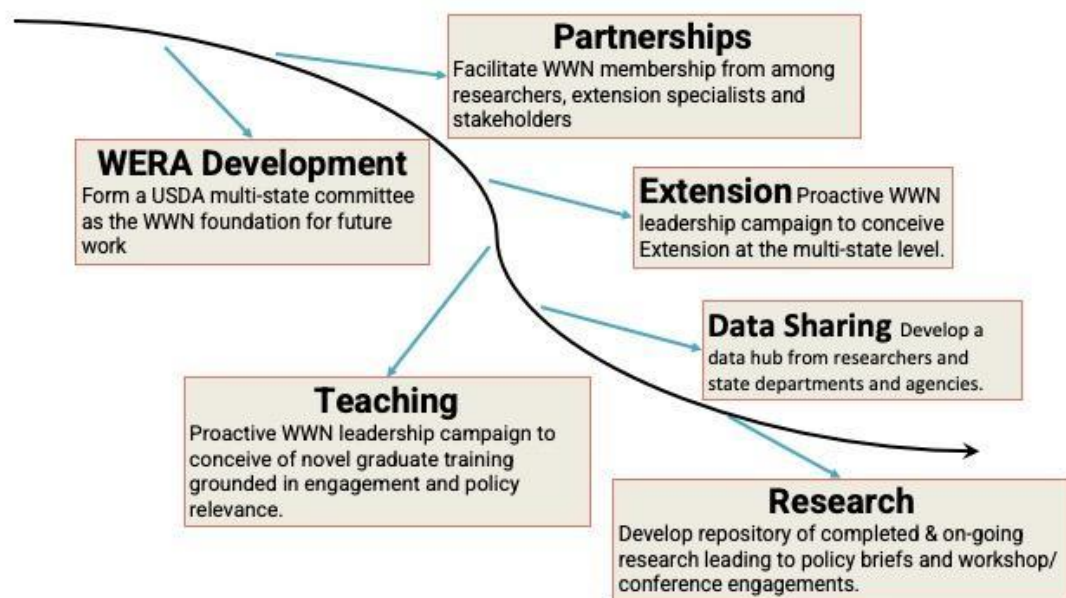 Partnerships
Facilitate WWN membership from among
researchers, extension specialists and
stakeholders
WERA Development
Form a USDA multi-state committee
as the WWN foundation for future
work
Extension Proactive WWN
leadership campaign to conceive
Extension at the multi-state level.
Data Sharing Develop a
data hub from researchers and
state departments and agencies.
Teaching
Proactive WWN leadership campaign to
conceive of novel graduate training
grounded in engagement and policy
relevance.
Research
Develop repository of completed & on-going
research leading to policy briefs and workshop/
conference engagements.